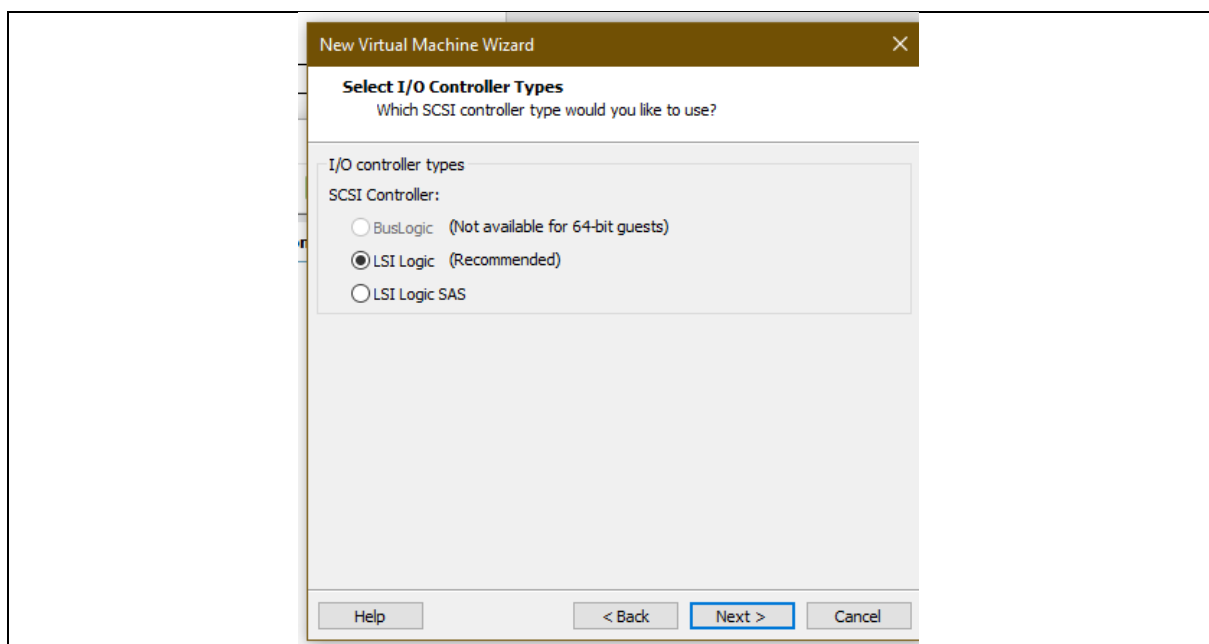 New Virtual Machine Wizard
Select I/O Controller Types
Which SCSI controller type would you like to use?
I/O controller types
SCSI Controller:
BusLogic (Not available for 64-bit guests)
LSI Logic (Recommended)
LSI Logic SAS
Help < Back Next > Cancel